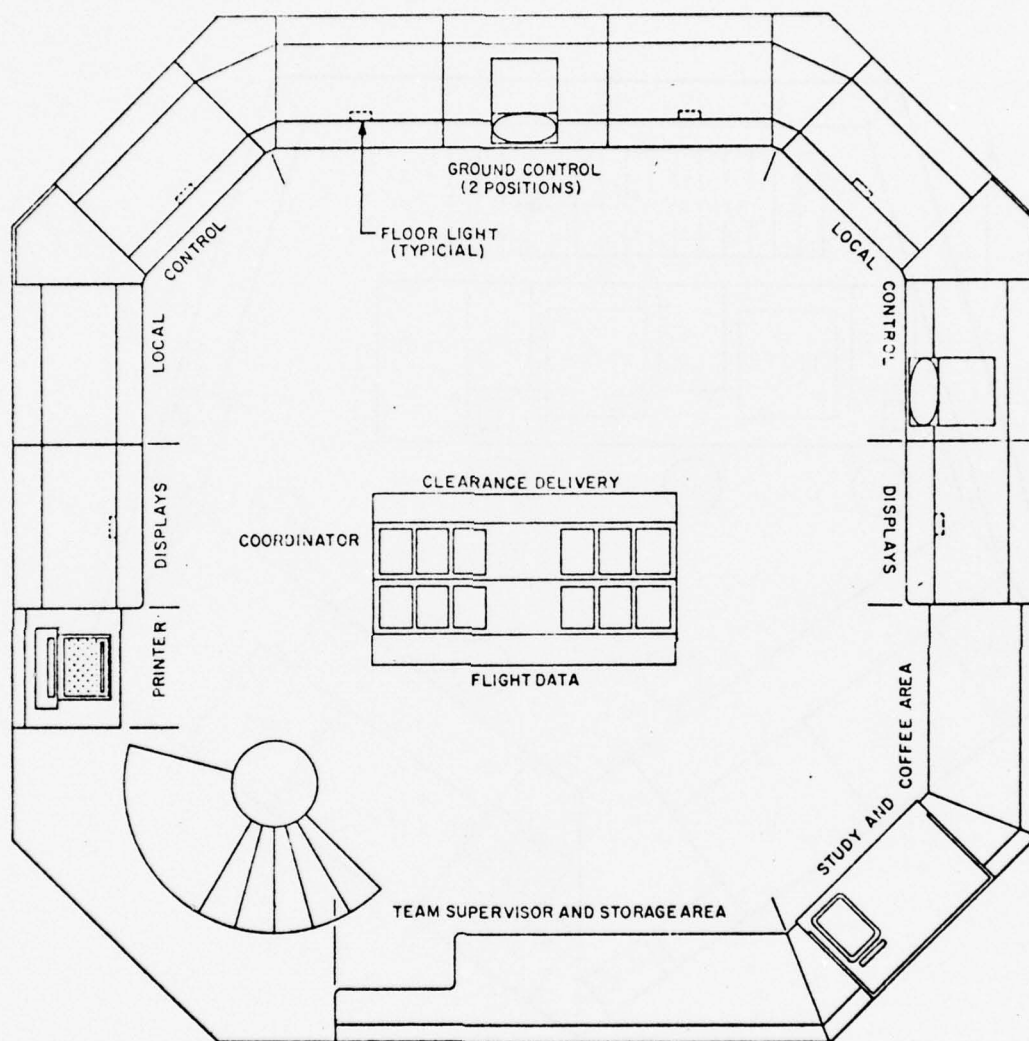 GROUND CONTROL
(2 POSITIONS)
FLOOR LIGHT
(TYPICIAL)
CONTROL
LOCAL
LOCAL
CONTROL
DISPLAYS
DISPLAYS
CLEARANCE DELIVERY
COORDINATOR
FLIGHT DATA
PRINTER
STUDY AND
COFFEE AREA
TEAM SUPERVISOR AND STORAGE AREA